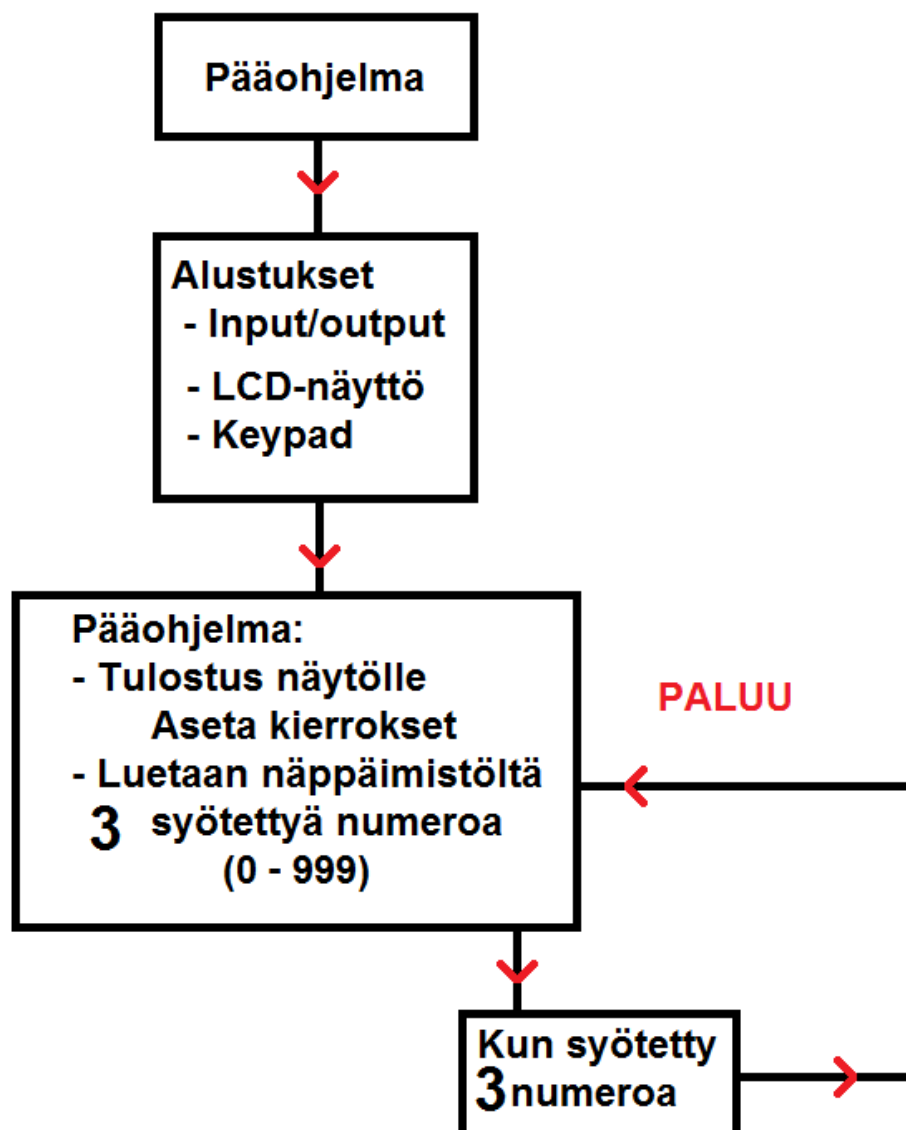 Pääohjelma
Alustukset
- Input/output
- LCD-näyttö
- Keypad
Pääohjelma:
- Tulostus näytölle
Aseta kierrokset
- Luetaan näppäimistöltä
3 syötettyä numeroa
(0 - 999)
PALUU
Kun syötetty
3 numeroa